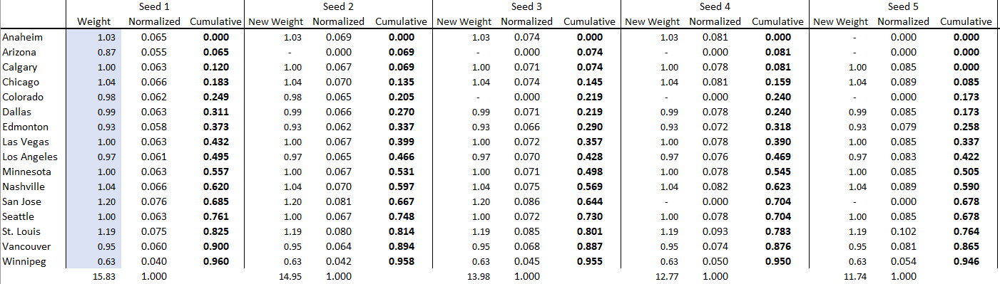 Seed 1 Seed 2 Seed 3 Seed 4 Seed 5
Weight Normalized Cumulative New Weight Normalized Cumulative New Weight Normalized Cumulative New Weight Normalized Cumulative New Weight Normalized Cumulative
Anaheim 1.03 0.065 0.000 1.03 0.069 0.000 1.03 0.074 0.000 1.03 0.081 0.000 - 0.000 0.000
Arizona 0.87 0.055 0.065 - 0.000 0.069 - 0.000 0.074 - 0.000 0.081 - 0.000 0.000
Calgary 1.00 0.063 0.120 1.00 0.067 0.069 1.00 0.071 0.074 1.00 0.078 0.081 1.00 0.085 0.000
Chicago 1.04 0.066 0.183 1.04 0.070 0.135 1.04 0.074 0.145 1.04 0.081 0.159 1.04 0.089 0.085
Colorado 0.98 0.062 0.249 0.98 0.065 0.205 - 0.000 0.219 - 0.000 0.240 - 0.000 0.173
Dallas 0.99 0.063 0.311 0.99 0.066 0.270 0.99 0.071 0.219 0.99 0.078 0.240 0.99 0.085 0.173
Edmonton 0.93 0.058 0.373 0.93 0.062 0.337 0.93 0.066 0.290 0.93 0.072 0.318 0.93 0.079 0.258
Las Vegas 1.00 0.063 0.432 1.00 0.067 0.399 1.00 0.072 0.357 1.00 0.078 0.390 1.00 0.085 0.337
Los Angeles 0.97 0.061 0.495 0.97 0.065 0.466 0.97 0.070 0.428 0.97 0.076 0.469 0.97 0.083 0.422
Minnesota 1.00 0.063 0.557 1.00 0.067 0.531 1.00 0.071 0.498 1.00 0.078 0.545 1.00 0.085 0.505
Nashville 1.04 0.066 0.620 1.04 0.070 0.597 1.04 0.075 0.569 1.04 0.082 0.623 1.04 0.089 0.590
San Jose 1.20 0.076 0.685 1.20 0.081 0.667 1.20 0.086 0.644 - 0.000 0.704 - 0.000 0.678
Seattle 1.00 0.063 0.761 1.00 0.067 0.748 1.00 0.072 0.730 1.00 0.078 0.704 1.00 0.085 0.678
St. Louis 1.19 0.075 0.825 1.19 0.080 0.814 1.19 0.085 0.801 1.19 0.093 0.783 1.19 0.102 0.764
Vancouver 0.95 0.060 0.900 0.95 0.064 0.894 0.95 0.068 0.887 0.95 0.074 0.876 0.95 0.081 0.865
Winnipeg 0.63 0.040 0.960 0.63 0.042 0.958 0.63 0.045 0.955 0.63 0.050 0.950 0.63 0.054 0.946
15.83 1.000 14.95 1.000 13.98 1.000 12.77 1.000 11.74 1.000